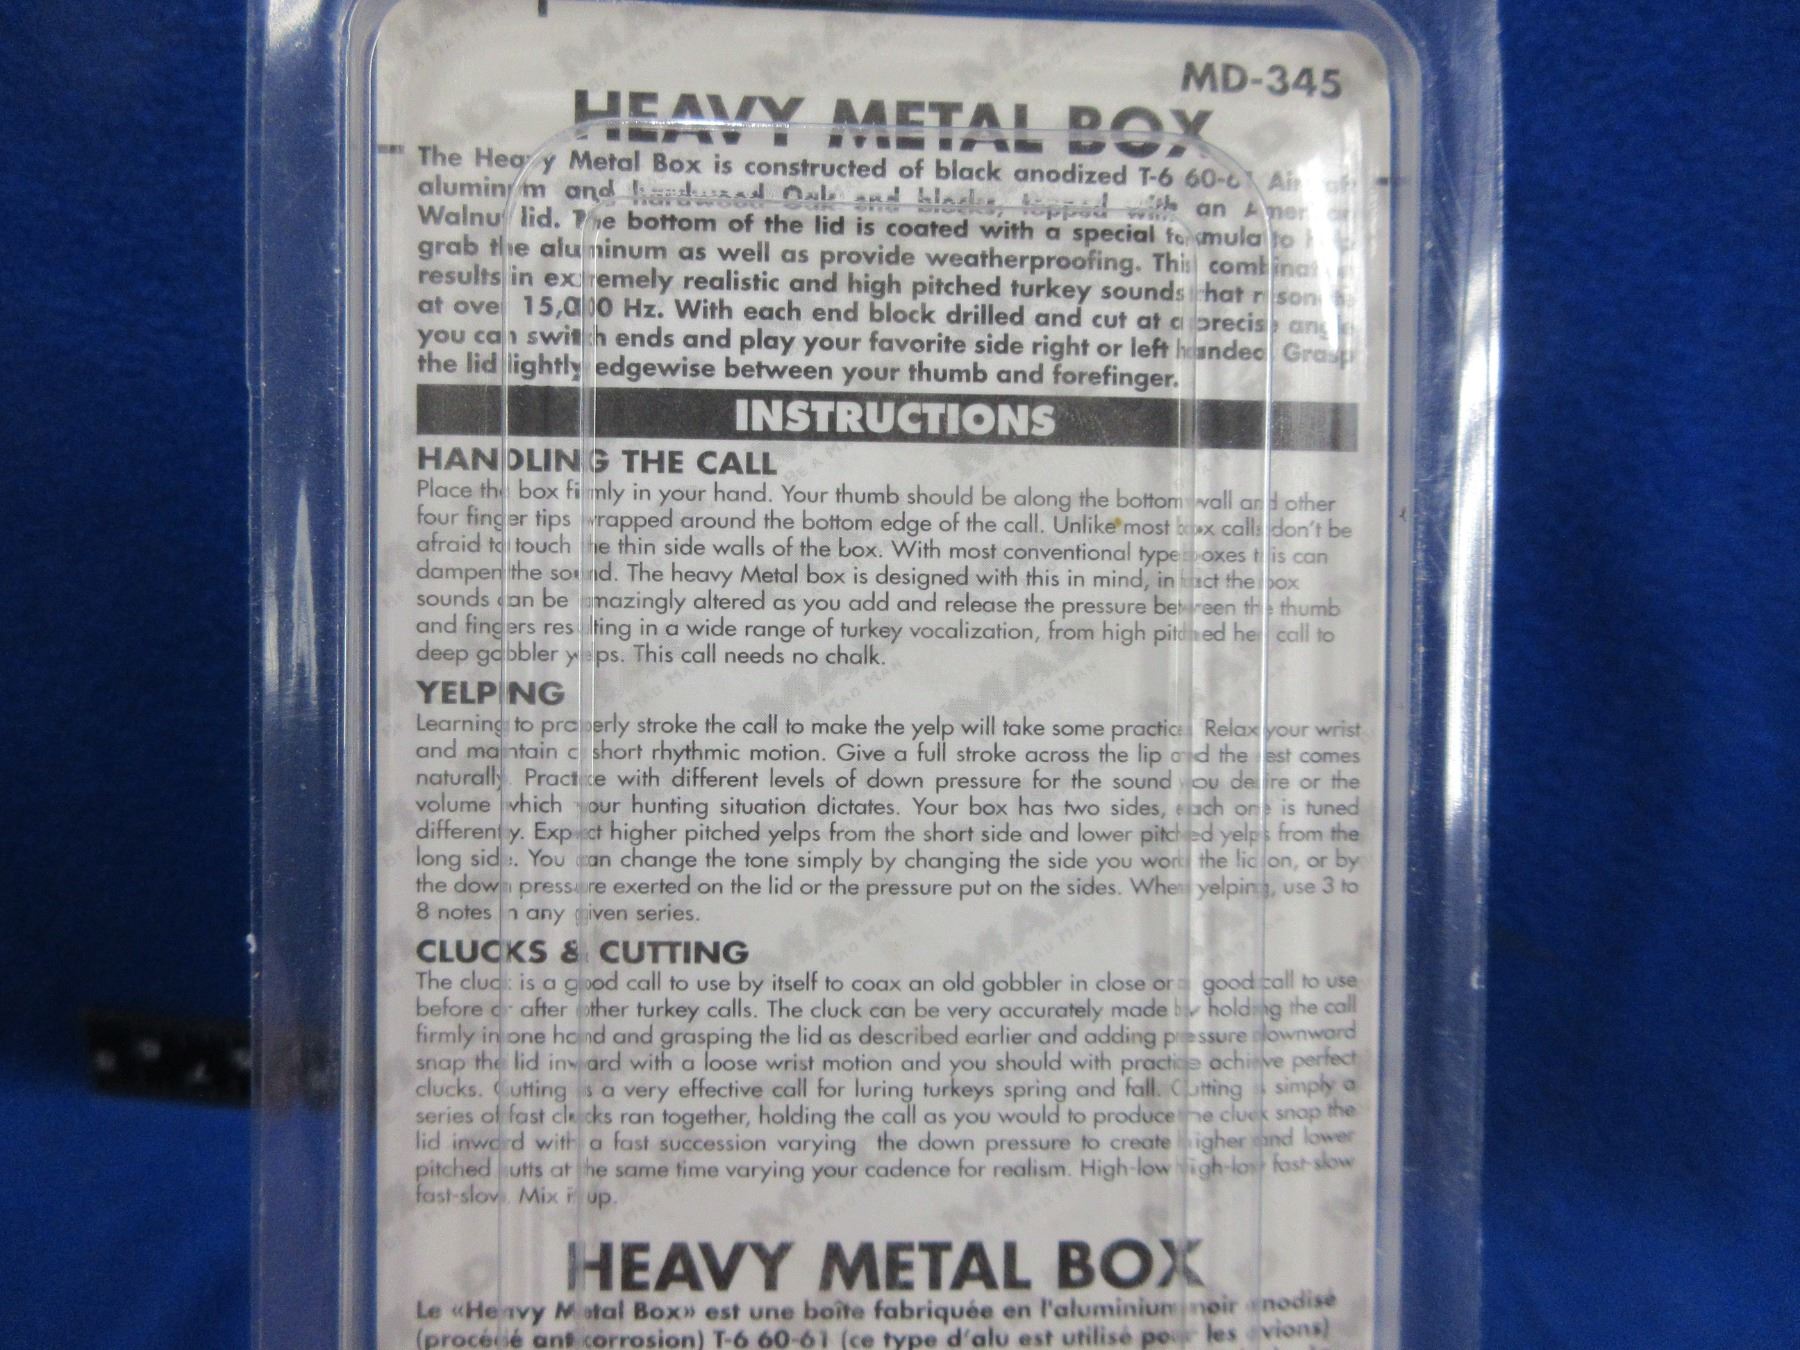 MD-345
HEAVY METAL BOX
The Heavy Metal Box is constructed of black anodized T-6 60-61 Aircraft
aluminum and hardwood Oak end blocks, topped with an American
Walnut lid. The bottom of the lid is coated with a special formula to help
grab the aluminum as well as provide weatherproofing. This combination
results in extremely realistic and high pitched turkey sounds that resonate
at over 15,000 Hz. With each end block drilled and cut at a precise angle
you can switch ends and play your favorite side right or left handed. Grasp
the lid lightly edgewise between your thumb and forefinger.
INSTRUCTIONS
HANDLING THE CALL
Place the box firmly in your hand. Your thumb should be along the bottom wall and other
four finger tips wrapped around the bottom edge of the call. Unlike most box calls don't be
afraid to touch the thin side walls of the box. With most conventional type boxes this can
dampen the sound. The heavy Metal box is designed with this in mind, in fact the box
sounds can be amazingly altered as you add and release the pressure between the thumb
and fingers resulting in a wide range of turkey vocalization, from high pitched hen call to
deep gobbler yelps. This call needs no chalk.
YELPING
Learning to properly stroke the call to make the yelp will take some practice. Relax your wrist
and maintain a short rhythmic motion. Give a full stroke across the lip and the rest comes
naturally. Practice with different levels of down pressure for the sound you desire or the
volume which your hunting situation dictates. Your box has two sides, each one is tuned
differently. Expect higher pitched yelps from the short side and lower pitched yelps from the
long side. You can change the tone simply by changing the side you work the lid on, or by
the down pressure exerted on the lid or the pressure put on the sides. When yelping, use 3 to
8 notes in any given series.
CLUCKS & CUTTING
The cluck is a good call to use by itself to coax an old gobbler in close or a good call to use
before or after other turkey calls. The cluck can be very accurately made by holding the call
firmly in one hand and grasping the lid as described earlier and adding pressure downward
snap the lid inward with a loose wrist motion and you should with practice achieve perfect
clucks. Cutting is a very effective call for luring turkeys spring and fall. Cutting is simply a
series of fast clucks ran together, holding the call as you would to produce the cluck snap the
lid inward with a fast succession varying the down pressure to create higher and lower
pitched cutts at the same time varying your cadence for realism. High-low high-low fast-slow
fast-slow. Mix it up.
HEAVY METAL BOX
Le «Heavy Metal Box» est une boîte fabriquée en l'aluminium noir anodisé
(procédé anti corrosion) T-6 60-61 (ce type d'alu est utilisé pour les avions)